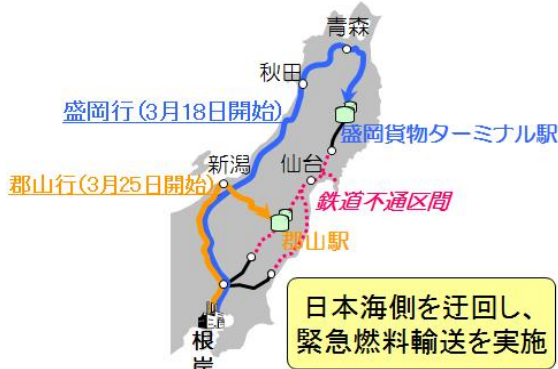 青森
秋田
盛岡行(3月18日開始)
盛岡貨物ターミナル駅
新潟
仙台
郡山行(3月25日開始)
鉄道不通区間
郡山駅
日本海側を迂回し、
緊急燃料輸送を実施
根岸